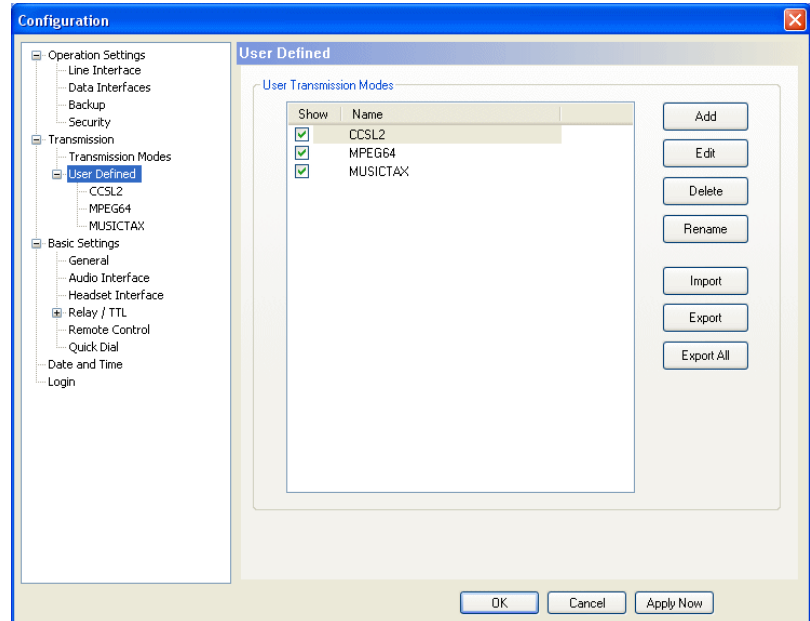 Configuration
Operation Settings
Line Interface
Data Interfaces
Backup
Security
Transmission
Transmission Modes
User Defined
CCSL2
MPEG64
MUSICTAX
Basic Settings
General
Audio Interface
Headset Interface
Relay / TTL
Remote Control
Quick Dial
Date and Time
Login
User Defined
User Transmission Modes
Show Name
CCSL2
MPEG64
MUSICTAX
Add
Edit
Delete
Rename
Import
Export
Export All
OK Cancel Apply Now